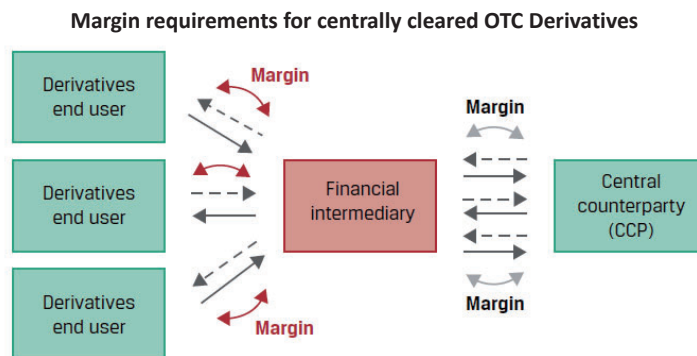 Margin requirements for centrally cleared OTC Derivatives
Derivatives
end user
Margin
Derivatives
end user
Derivatives
end user
Margin
Financial
intermediary
Margin
Margin
Central
counterparty
(CCP)